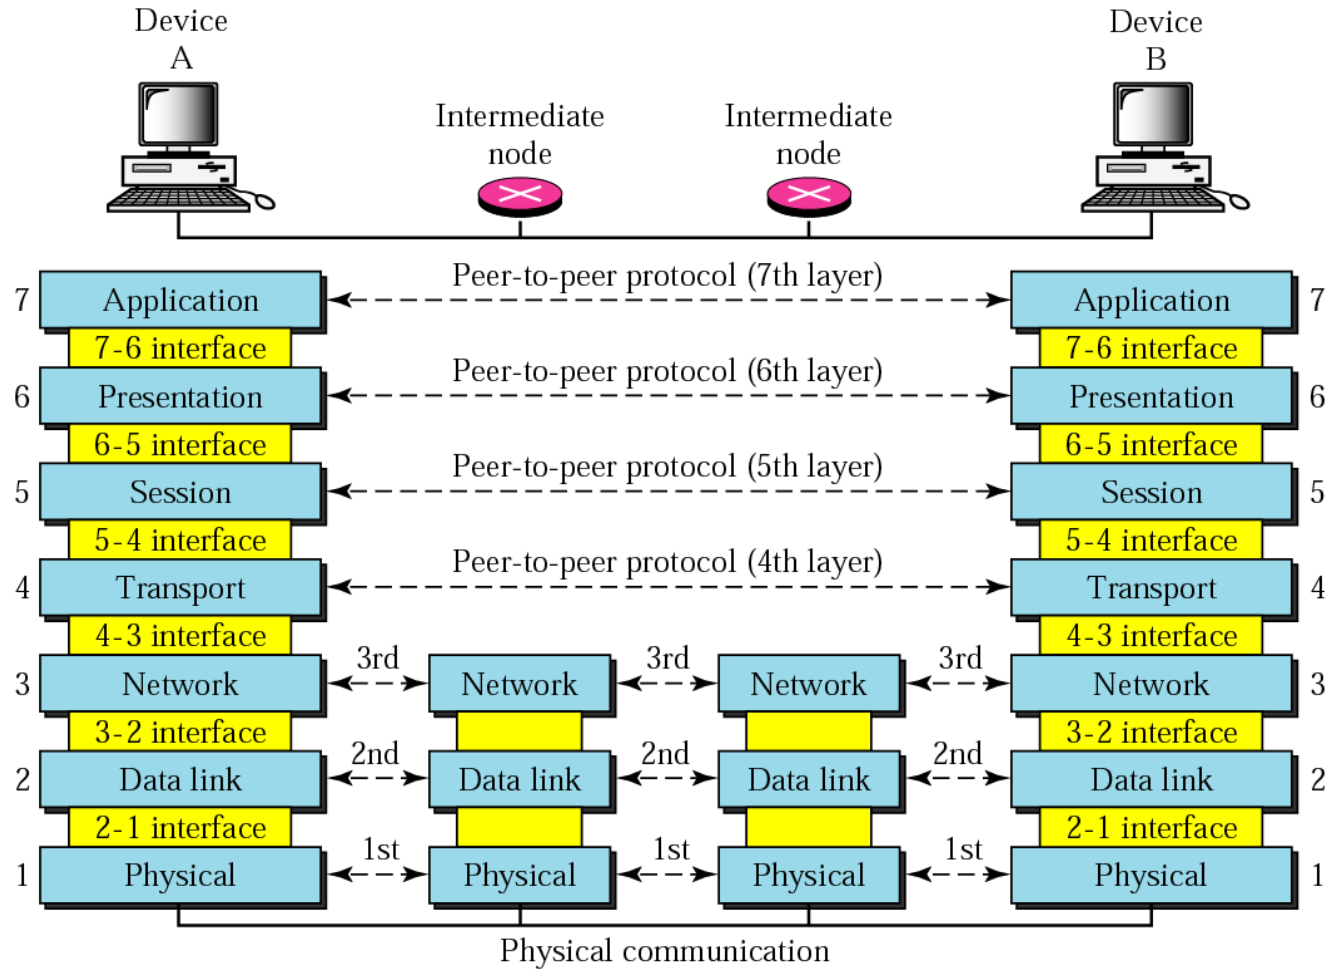 Device
A
Device
B
Intermediate
node
Intermediate
node
7 Application Peer-to-peer protocol (7th layer) Application 7
7-6 interface 7-6 interface
6 Presentation Peer-to-peer protocol (6th layer) Presentation 6
6-5 interface 6-5 interface
5 Session Peer-to-peer protocol (5th layer) Session 5
5-4 interface 5-4 interface
4 Transport Peer-to-peer protocol (4th layer) Transport 4
4-3 interface 4-3 interface
3 Network 3rd Network 3rd Network 3rd Network 3
3-2 interface 3-2 interface
2 Data link 2nd Data link 2nd Data link 2nd Data link 2
2-1 interface 2-1 interface
1 Physical 1st Physical 1st Physical 1st Physical 1
Physical communication